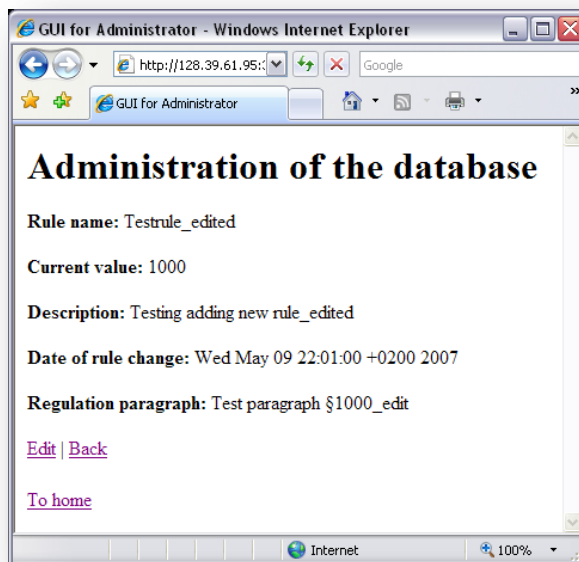 GUI for Administrator - Windows Internet Explorer
http://128.39.61.95:
Google
GUI for Administrator
»
Administration of the database
Rule name: Testrule_edited
Current value: 1000
Description: Testing adding new rule_edited
Date of rule change: Wed May 09 22:01:00 +0200 2007
Regulation paragraph: Test paragraph §1000_edit
Edit | Back
To home
Internet 100%